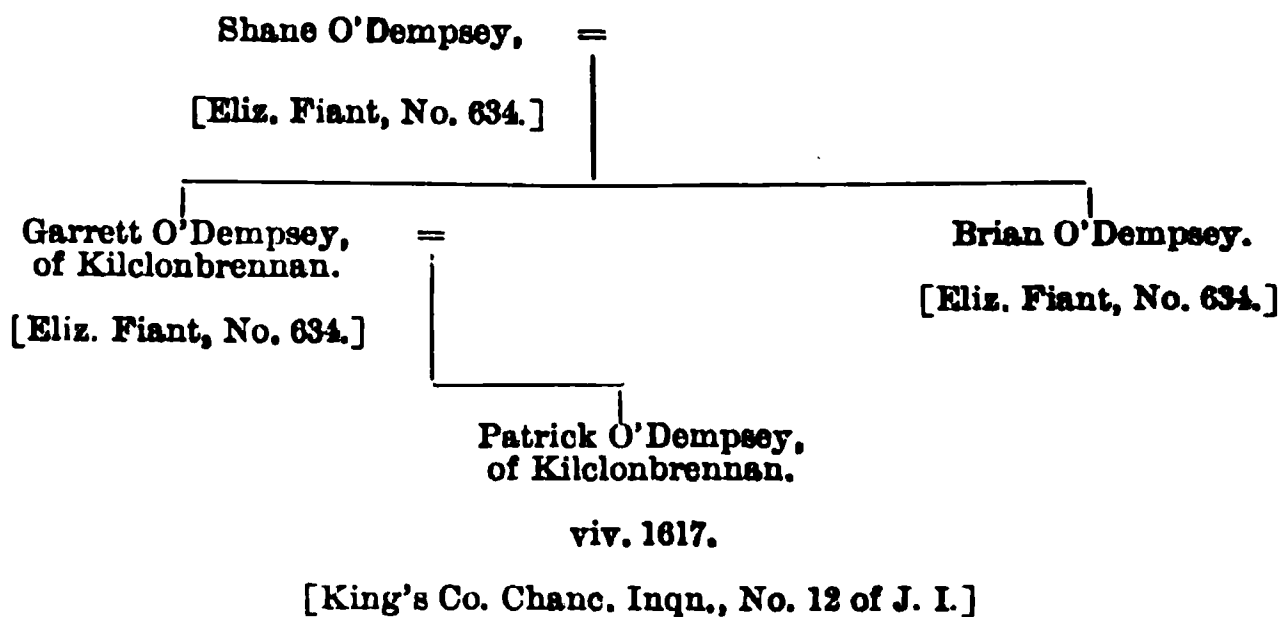 Shane O'Dempsey, =
[Eliz. Fiant, No. 634.]
Garrett O'Dempsey, =
of Kilclonbrennan.
[Eliz. Fiant, No. 634.]
Brian O'Dempsey.
[Eliz. Fiant, No. 634.]
Patrick O'Dempsey,
of Kilclonbrennan.
viv. 1617.
[King's Co. Chanc. Inqn., No. 12 of J. I.]